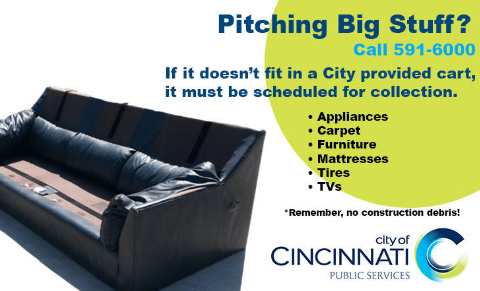 Pitching Big Stuff?
Call 591-6000
If it doesn't fit in a City provided cart,
it must be scheduled for collection.
• Appliances
• Carpet
• Furniture
• Mattresses
• Tires
• TVs
*Remember, no construction debris!
city of
CINCINNATI
PUBLIC SERVICES